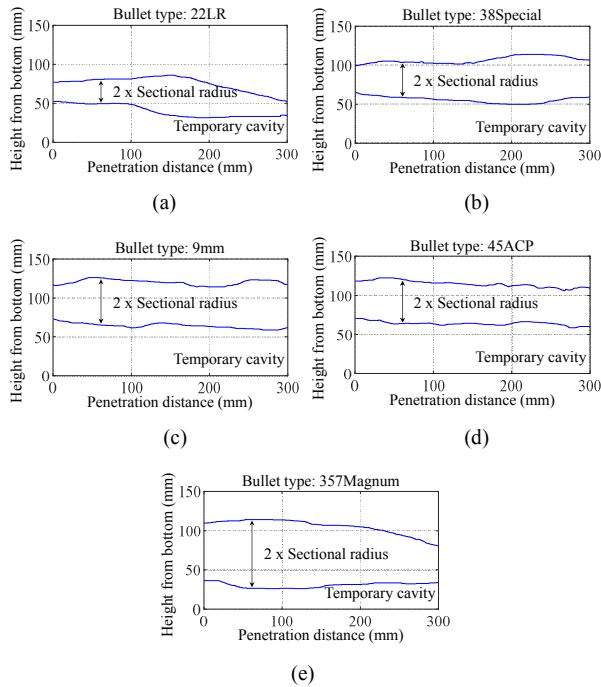 Bullet type: 22LR
Height from bottom (mm)
150
100
50
0
2 x Sectional radius
Temporary cavity
0 100 200 300
Penetration distance (mm)
(a)
Bullet type: 38Special
Height from bottom (mm)
150
100
50
0
2 x Sectional radius
Temporary cavity
0 100 200 300
Penetration distance (mm)
(b)
Bullet type: 9mm
Height from bottom (mm)
150
100
50
0
2 x Sectional radius
Temporary cavity
0 100 200 300
Penetration distance (mm)
(c)
Bullet type: 45ACP
Height from bottom (mm)
150
100
50
0
2 x Sectional radius
Temporary cavity
0 100 200 300
Penetration distance (mm)
(d)
Bullet type: 357Magnum
Height from bottom (mm)
150
100
50
0
2 x Sectional radius
Temporary cavity
0 100 200 300
Penetration distance (mm)
(e)